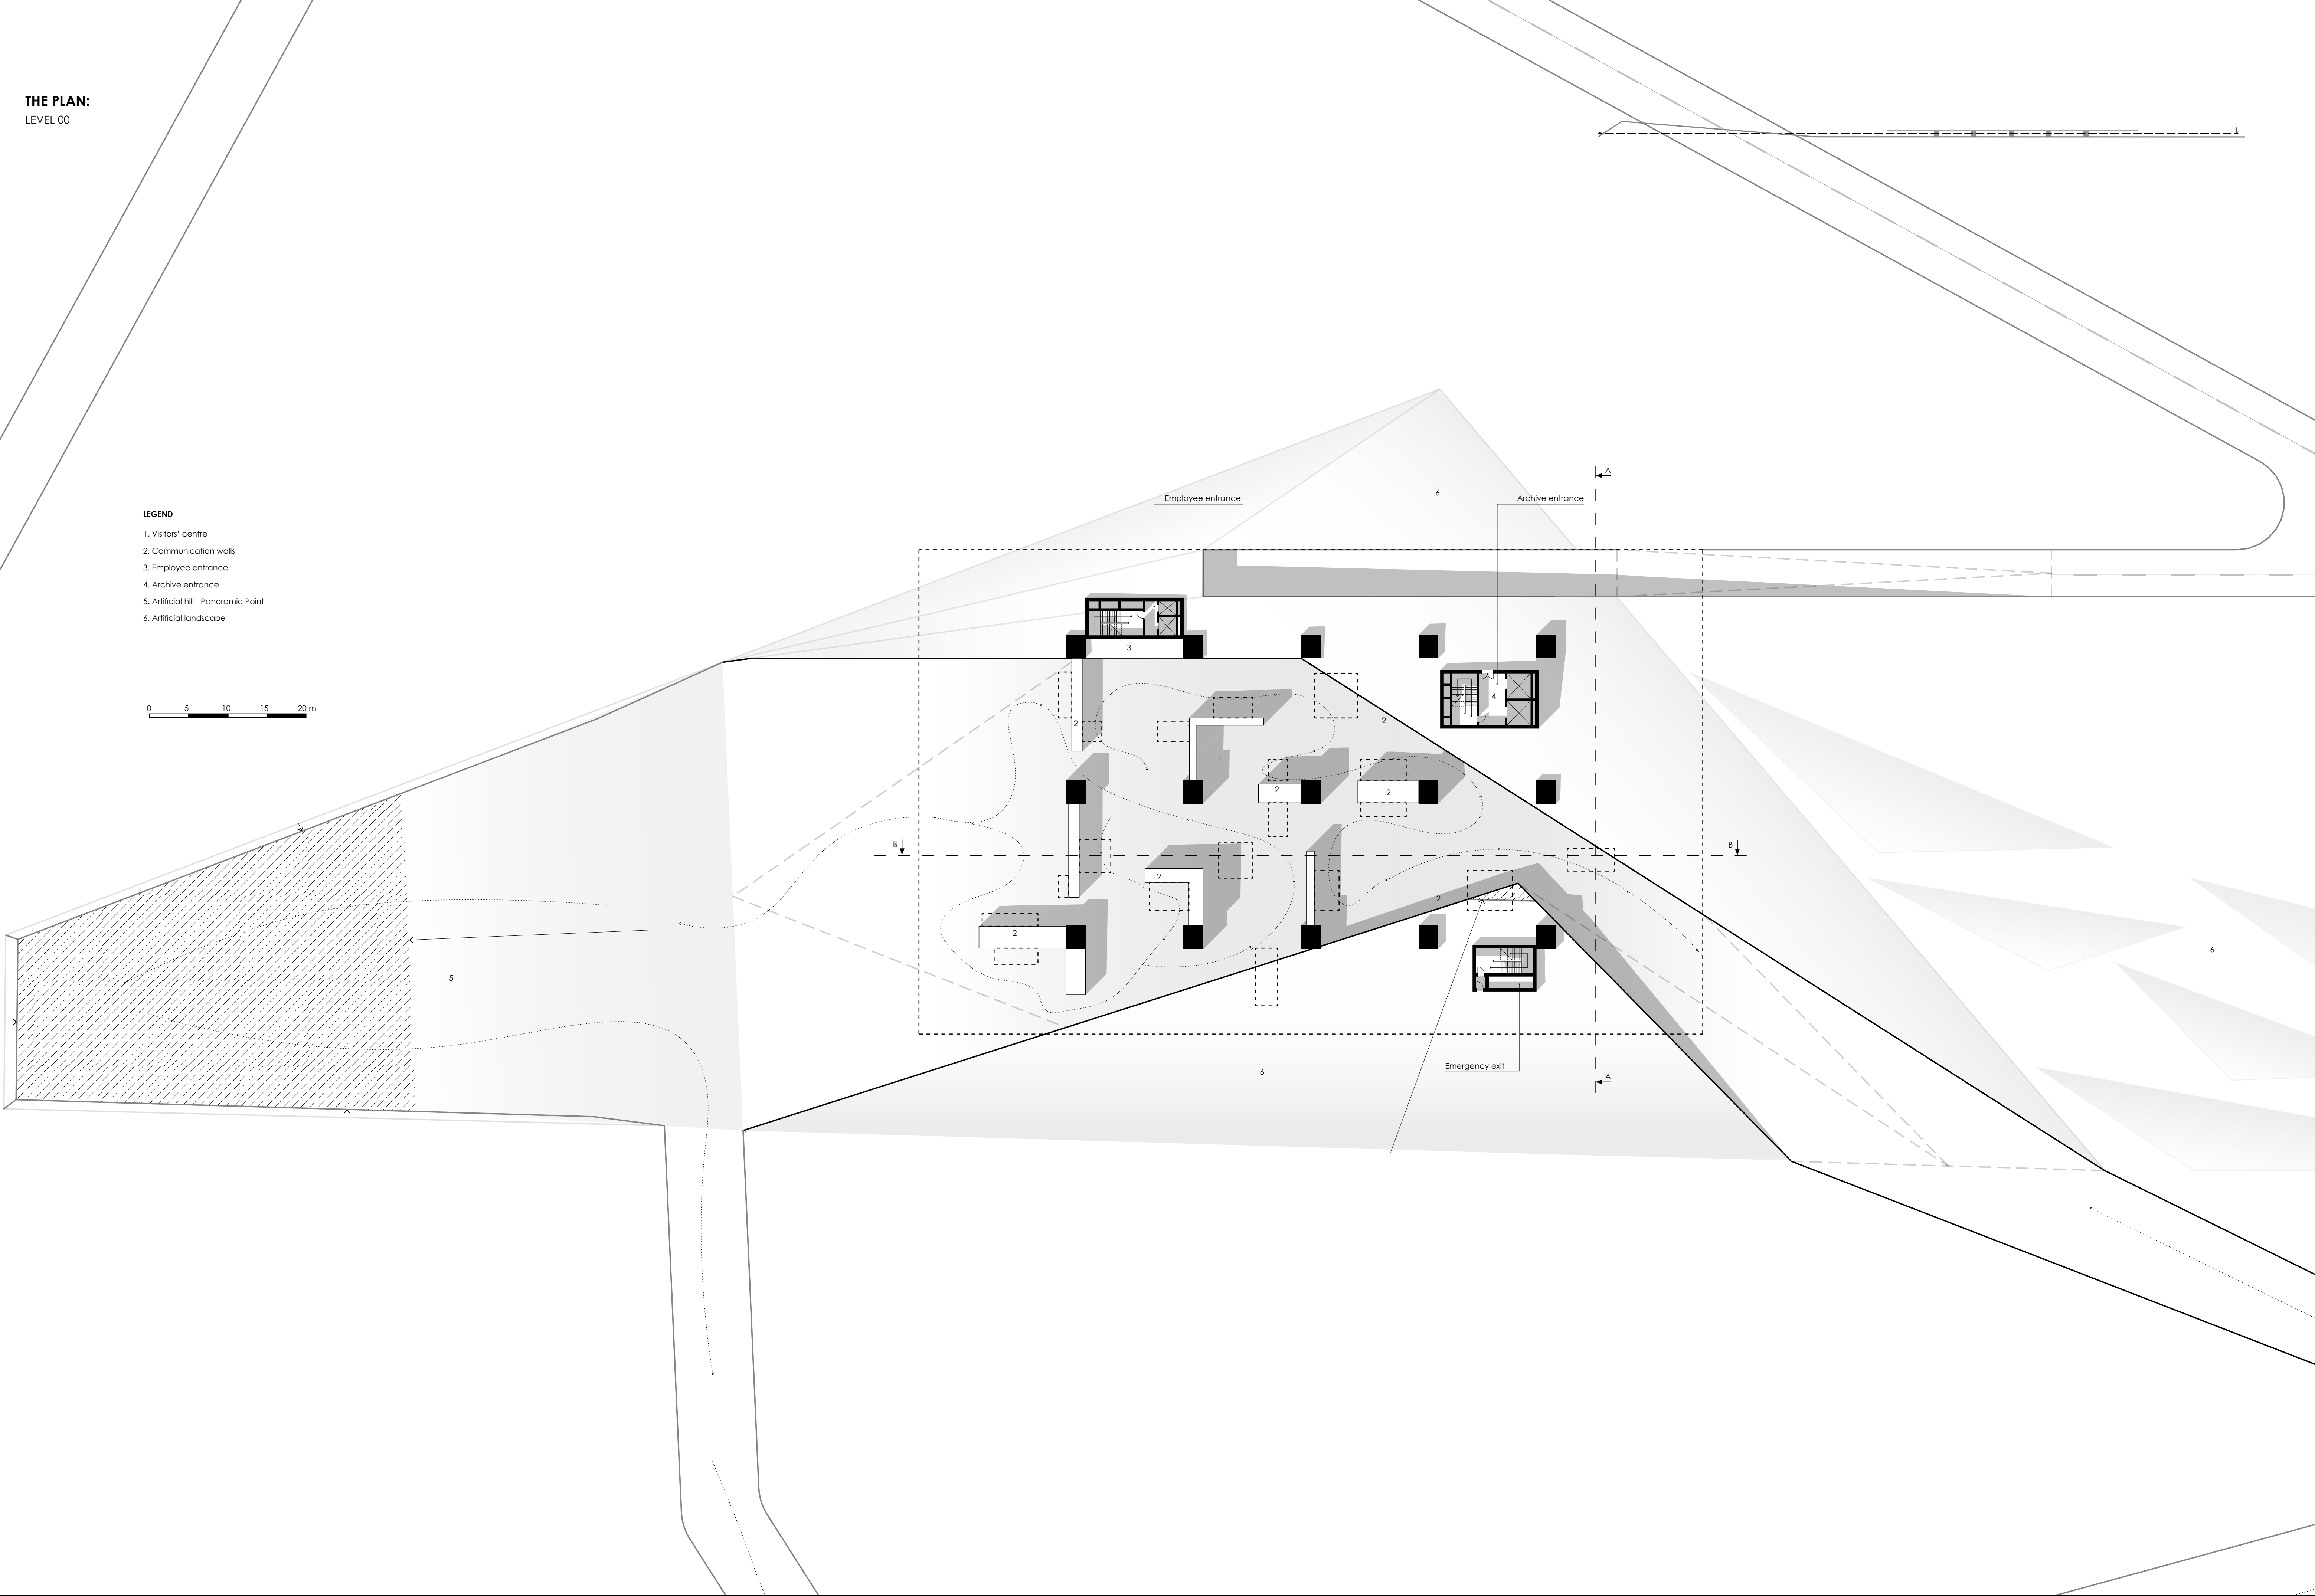 THE PLAN:
LEVEL 00
A
6
Employee entrance
Archive entrance
LEGEND
1. Visitors' centre
2. Communication walls
3. Employee entrance
4. Archive entrance
5. Artificial hill - Panoramic Point
6. Artificial landscape
3
4
0 5 10 15 20 m
2
2
1
2
2
B
B
2
2
2
6
5
Emergency exit
6
A